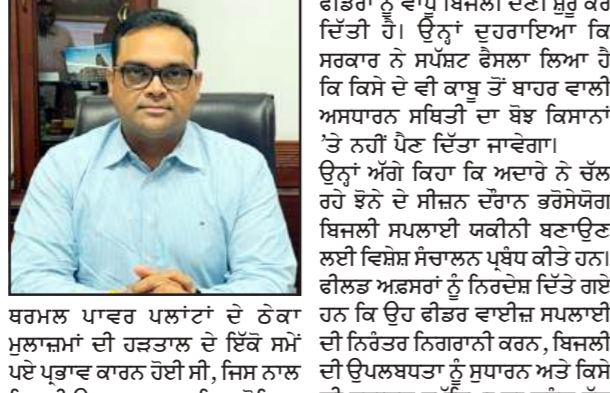 ਥਰਮਲ ਪਾਵਰ ਪਲਾਂਟਾਂ ਦੇ ਠੇਕਾ
ਮੁਲਾਜ਼ਮਾਂ ਦੀ ਹੜਤਾਲ ਦੇ ਇੱਕੋ ਸਮੇਂ
ਪਏ ਪ੍ਰਭਾਵ ਕਾਰਨ ਹੋਈ ਸੀ, ਜਿਸ ਨਾਲ
ਫੀਡਰਾਂ ਨੂੰ ਵਾਧੂ ਬਿਜਲੀ ਦੇਣੀ ਸ਼ੁਰੂ ਕਰ
ਦਿੱਤੀ ਹੈ। ਉਨ੍ਹਾਂ ਦੁਹਰਾਇਆ ਕਿ
ਸਰਕਾਰ ਨੇ ਸਪੱਸ਼ਟ ਫੈਸਲਾ ਲਿਆ ਹੈ
ਕਿ ਕਿਸੇ ਦੇ ਵੀ ਕਾਬੂ ਤੋਂ ਬਾਹਰ ਵਾਲੀ
ਅਸਧਾਰਨ ਸਥਿਤੀ ਦਾ ਬੋਝ ਕਿਸਾਨਾਂ
’ਤੇ ਨਹੀਂ ਪੈਣ ਦਿੱਤਾ ਜਾਵੇਗਾ।
ਉਨ੍ਹਾਂ ਅੱਗੇ ਕਿਹਾ ਕਿ ਅਦਾਰੇ ਨੇ ਚੱਲ
ਰਹੇ ਝੋਨੇ ਦੇ ਸੀਜ਼ਨ ਦੌਰਾਨ ਭਰੋਸੇਯੋਗ
ਬਿਜਲੀ ਸਪਲਾਈ ਯਕੀਨੀ ਬਣਾਉਣ
ਲਈ ਵਿਸ਼ੇਸ਼ ਸੰਚਾਲਨ ਪ੍ਰਬੰਧ ਕੀਤੇ ਹਨ।
ਫੀਲਡ ਅਫ਼ਸਰਾਂ ਨੂੰ ਨਿਰਦੇਸ਼ ਦਿੱਤੇ ਗਏ
ਹਨ ਕਿ ਉਹ ਫੀਡਰ ਵਾਈਜ਼ ਸਪਲਾਈ
ਦੀ ਨਿਰੰਤਰ ਨਿਗਰਾਨੀ ਕਰਨ, ਬਿਜਲੀ
ਦੀ ਉਪਲਬਧਤਾ ਨੂੰ ਸੁਧਾਰਨ ਅਤੇ ਕਿਸੇ